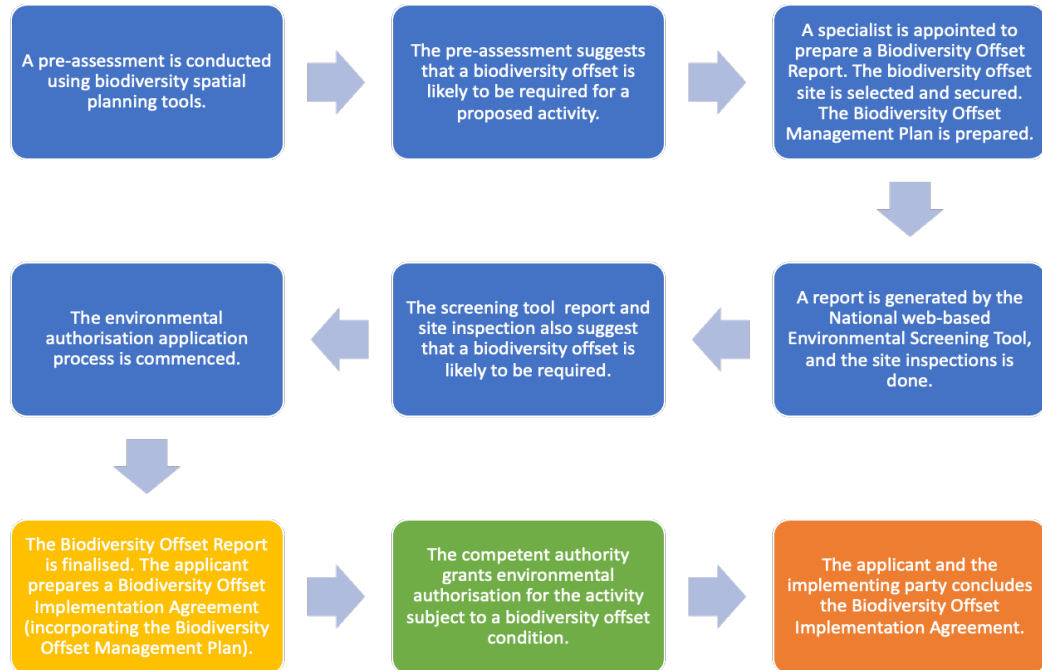 A pre-assessment is conducted
using biodiversity spatial
planning tools.
The pre-assessment suggests
that a biodiversity offset is
likely to be required for a
proposed activity.
A specialist is appointed to
prepare a Biodiversity Offset
Report. The biodiversity offset
site is selected and secured.
The Biodiversity Offset
Management Plan is prepared.
A report is generated by the
National web-based
Environmental Screening Tool,
and the site inspections is
done.
The screening tool  report and
site inspection also suggest
that a biodiversity offset is
likely to be required.
The environmental
authorisation application
process is commenced.
The Biodiversity Offset Report
is finalised. The applicant
prepares a Biodiversity Offset
Implementation Agreement
(incorporating the Biodiversity
Offset Management Plan).
The competent authority
grants environmental
authorisation for the activity
subject to a biodiversity offset
condition.
The applicant and the
implementing party concludes
the Biodiversity Offset
Implementation Agreement.